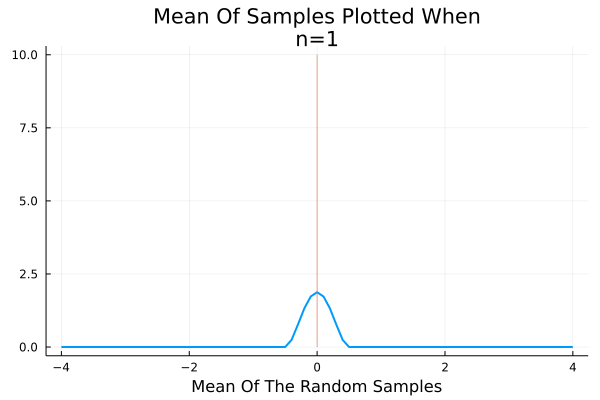 Mean Of Samples Plotted When
n=1
10.0
7.5
5.0
2.5
0.0
−4 −2 0 2 4
Mean Of The Random Samples